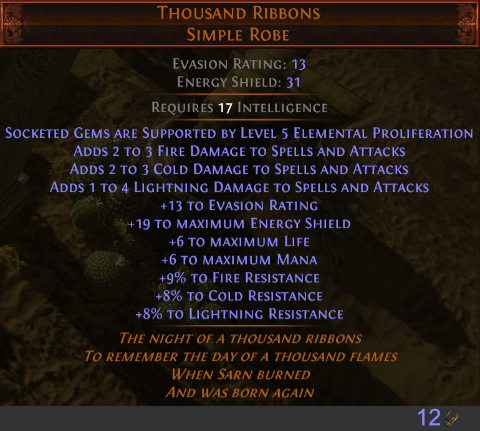 Thousand Ribbons
Simple Robe
Evasion Rating: 13
Energy Shield: 31
Requires 17 Intelligence
Socketed Gems are Supported by Level 5 Elemental Proliferation
Adds 2 to 3 Fire Damage to Spells and Attacks
Adds 2 to 3 Cold Damage to Spells and Attacks
Adds 1 to 4 Lightning Damage to Spells and Attacks
+13 to Evasion Rating
+19 to maximum Energy Shield
+6 to maximum Life
+6 to maximum Mana
+9% to Fire Resistance
+8% to Cold Resistance
+8% to Lightning Resistance
The night of a thousand ribbons
To remember the day of a thousand flames
When Sarn burned
And was born again
12